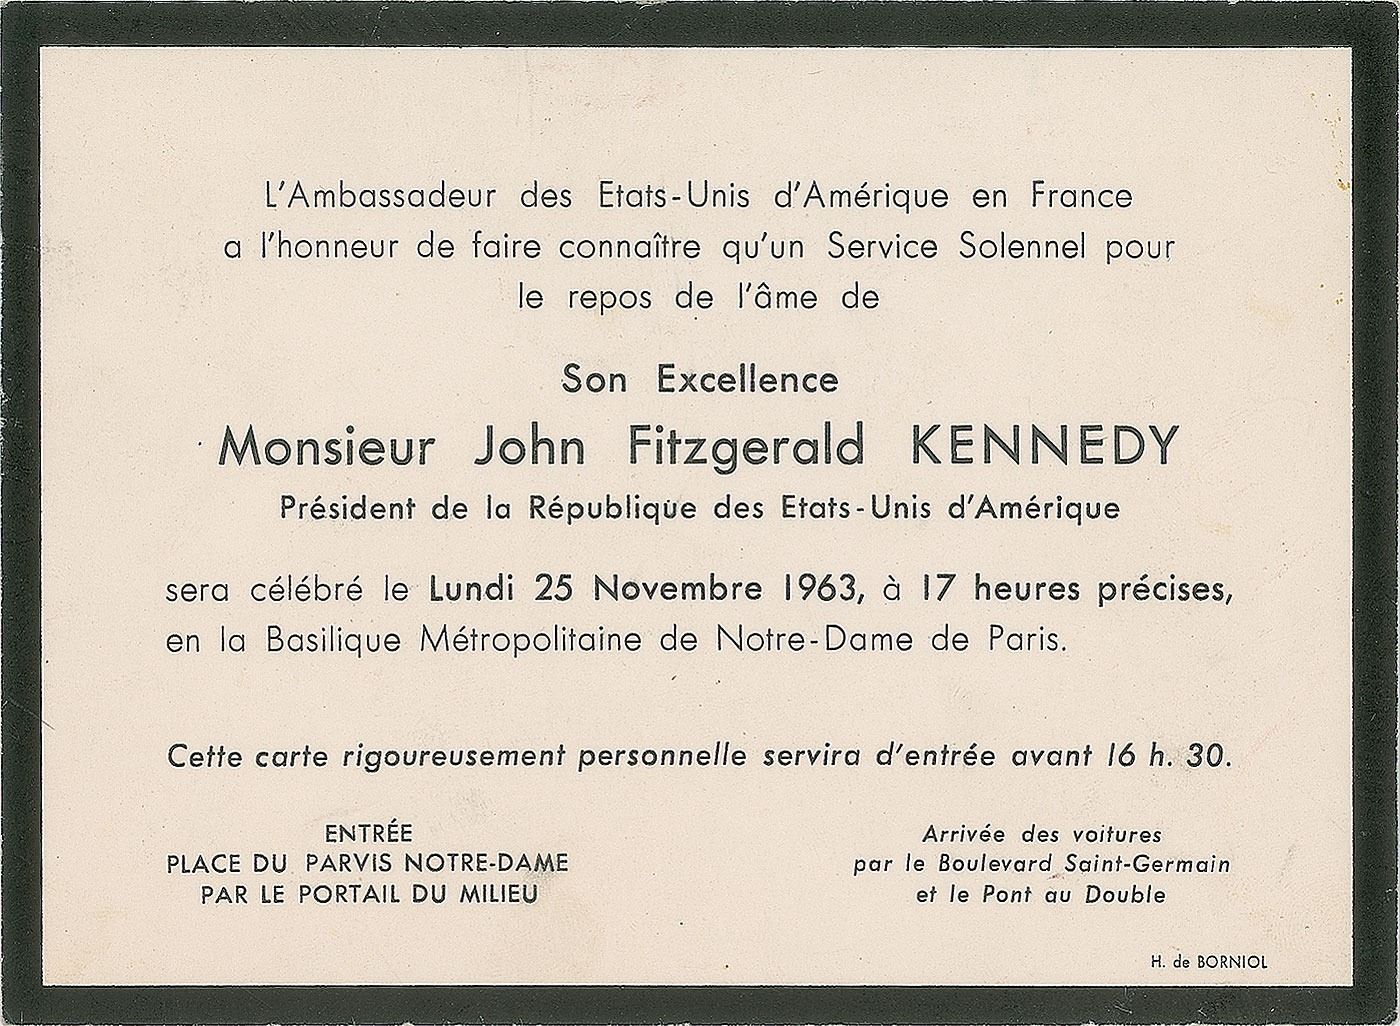 L'Ambassadeur des Etats-Unis d'Amérique en France
a l'honneur de faire connaître qu'un Service Solennel pour
le repos de l'âme de
Son Excellence
Monsieur John Fitzgerald KENNEDY
Président de la République des Etats-Unis d'Amérique
sera célébré le Lundi 25 Novembre 1963, à 17 heures précises,
en la Basilique Métropolitaine de Notre-Dame de Paris.
Cette carte rigoureusement personnelle servira d'entrée avant 16 h. 30.
ENTRÉE
PLACE DU PARVIS NOTRE-DAME
PAR LE PORTAIL DU MILIEU
Arrivée des voitures
par le Boulevard Saint-Germain
et le Pont au Double
H. de BORNIOL